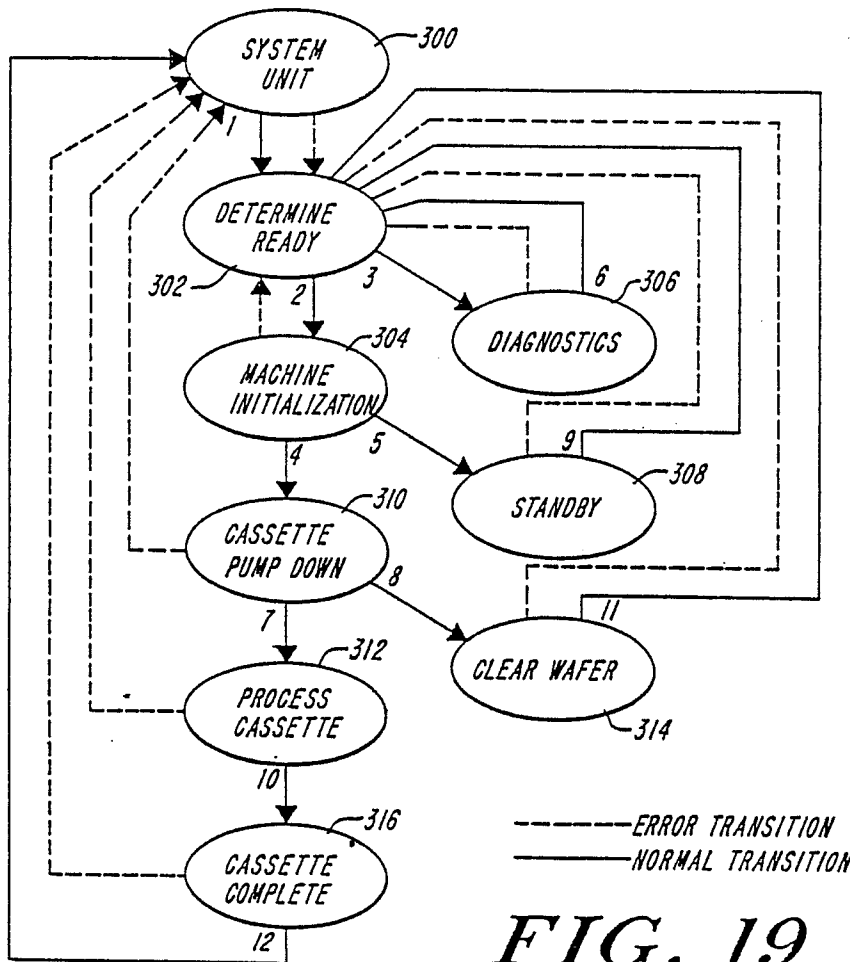 SYSTEM
UNIT
300
1
DETERMINE
READY
302
2
3
6
306
DIAGNOSTICS
304
MACHINE
INITIALIZATION
4
5
9
308
STANDBY
310
CASSETTE
PUMP DOWN
7
8
11
312
CLEAR WAFER
314
PROCESS
CASSETTE
10
316
CASSETTE
COMPLETE
12
ERROR TRANSITION
NORMAL TRANSITION
FIG. 19